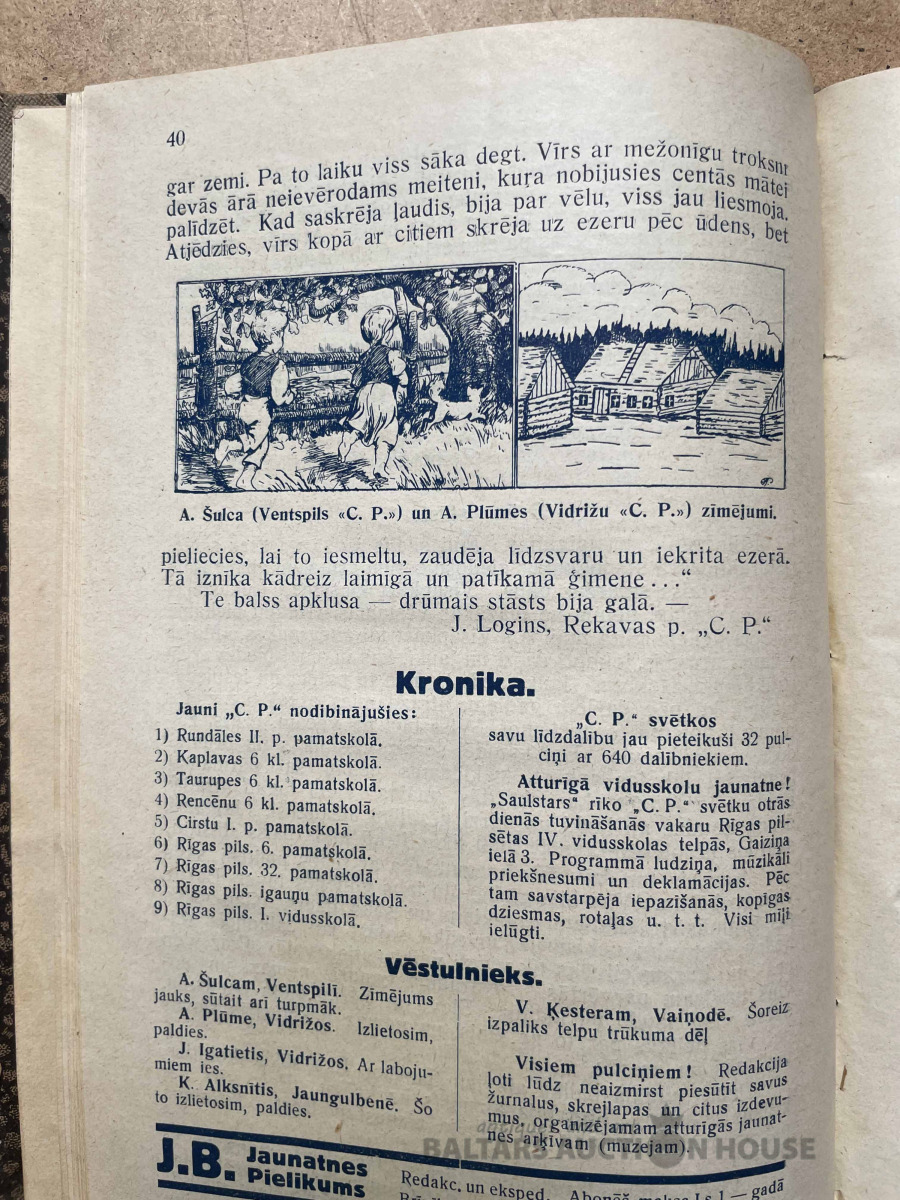 40
gar zemi. Pa to laiku viss sāka degt. Vīrs ar mežonīgu troksni
devās ārā neievērodams meiteni, kuŗa nobijusies centās mātei
palīdzēt. Kad saskrēja ļaudis, bija par vēlu, viss jau liesmoja.
Atjēdzies, vīrs kopā ar citiem skrēja uz ezeru pēc ūdens, bet
A. Šulca (Ventspils «C. P.») un A. Plūmes (Vidrižu «C. P.») zīmējumi.
pieliecies, lai to iesmeltu, zaudēja līdzsvaru un iekrita ezerā.
Tā iznīka kādreiz laimīgā un patīkamā ģimene . . .“
Te balss apklusa — drūmais stāsts bija galā. —
J. Logins, Rekavas p. „C. P.“
Kronika.
Jauni „C. P.“ nodibinājušies:
1) Rundāles II. p. pamatskolā.
2) Kaplavas 6 kl. pamatskolā.
3) Taurupes 6 kl. pamatskolā.
4) Rencēnu 6 kl. pamatskolā.
5) Cirstu I. p. pamatskolā.
6) Rīgas pils. 6. pamatskolā.
7) Rīgas pils. 32. pamatskolā.
8) Rīgas pils. igauņu pamatskolā.
9) Rīgas pils. I. vidusskolā.
„C. P.“ svētkos
savu līdzdalību jau pieteikuši 32 pul-
ciņi ar 640 dalībniekiem.
Atturīgā vidusskolu jaunatne!
„Saulstars“ rīko „C. P.“ svētku otrās
dienās tuvināšanās vakaru Rīgas pil-
sētas IV. vidusskolas telpās, Gaiziņa
ielā 3. Programmā ludziņa, mūzikāli
priekšnesumi un deklamācijas. Pēc
tam savstarpēja iepazīšanās, kopīgas
dziesmas, rotaļas u. t. t. Visi mīļi
ielūgti.
Vēstulnieks.
A. Šulcam, Ventspilī. Zīmējums
jauks, sūtait arī turpmāk.
A. Plūme, Vidrižos. Izlietosim,
paldies.
J. Igatietis, Vidrižos. Ar laboju-
miem ies.
K. Alksnītis, Jaungulbenē. Šo
to izlietosim, paldies.
V. Ķesteram, Vaiņodē. Šoreiz
izpaliks telpu trūkuma dēļ
Visiem pulciņiem! Redakcija
ļoti lūdz neaizmirst piesūtīt savus
žurnalus, skrejlapas un citus izdevu-
mus, organizējamam atturīgās jaunat-
nes arķīvam (muzejam).
BALTARS AUCTION HOUSE
J.B. Jaunatnes
Pielikums
Redakc. un eksped.
Abonēš. maksa Ls 1 — gadā